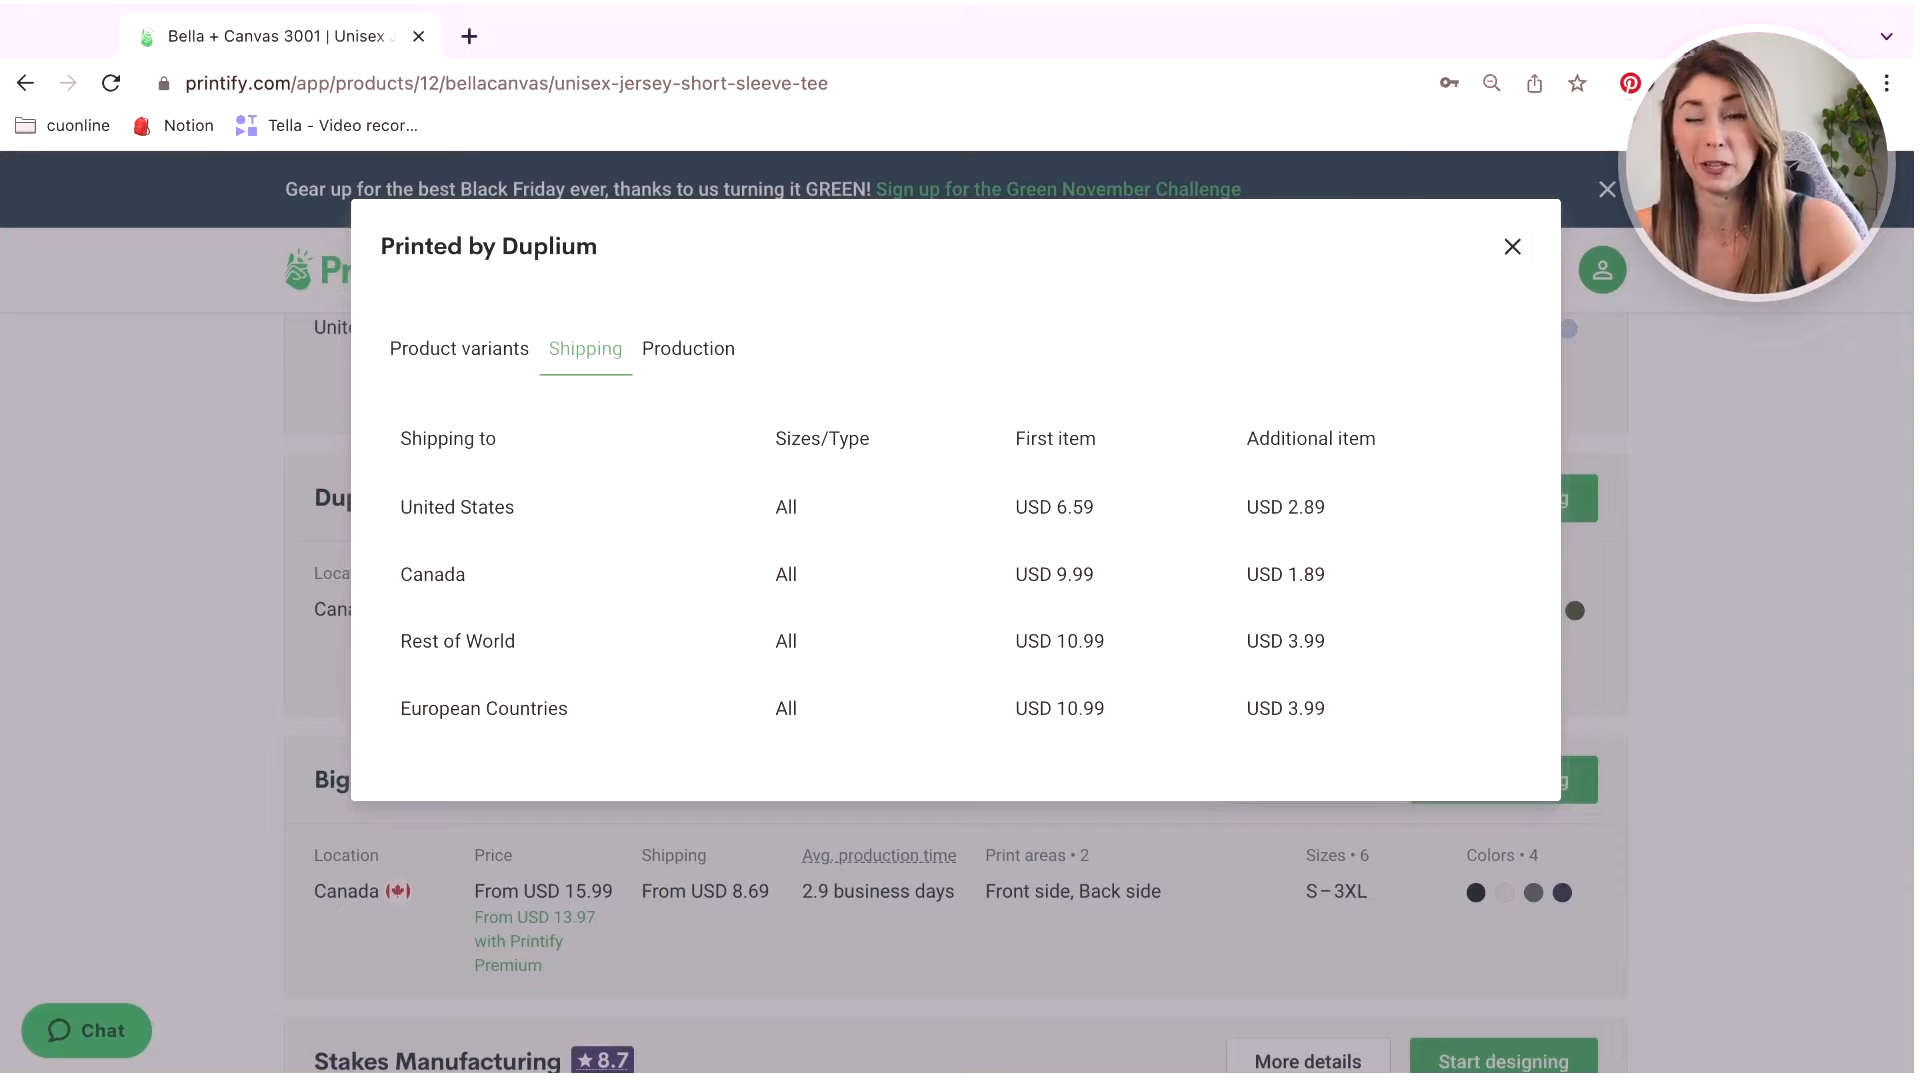 Bella + Canvas 3001 | Unisex
printify.com/app/products/12/bellacanvas/unisex-jersey-short-sleeve-tee
cuonline
Notion
Tella - Video recor...
Gear up for the best Black Friday ever, thanks to us turning it GREEN! Sign up for the Green November Challenge
Pr
Printed by Duplium
Unite
Product variants Shipping Production
Shipping to Sizes/Type First item Additional item
Dup
United States All USD 6.59 USD 2.89
g
Loca
Canada All USD 9.99 USD 1.89
Cana
Rest of World All USD 10.99 USD 3.99
European Countries All USD 10.99 USD 3.99
Big
g
Location Price Shipping Avg. production time Print areas • 2 Sizes • 6 Colors • 4
Canada From USD 15.99 From USD 8.69 2.9 business days Front side, Back side S–3XL
From USD 13.97
with Printify
Premium
Chat
Stakes Manufacturing ★ 8.7 More details Start designing